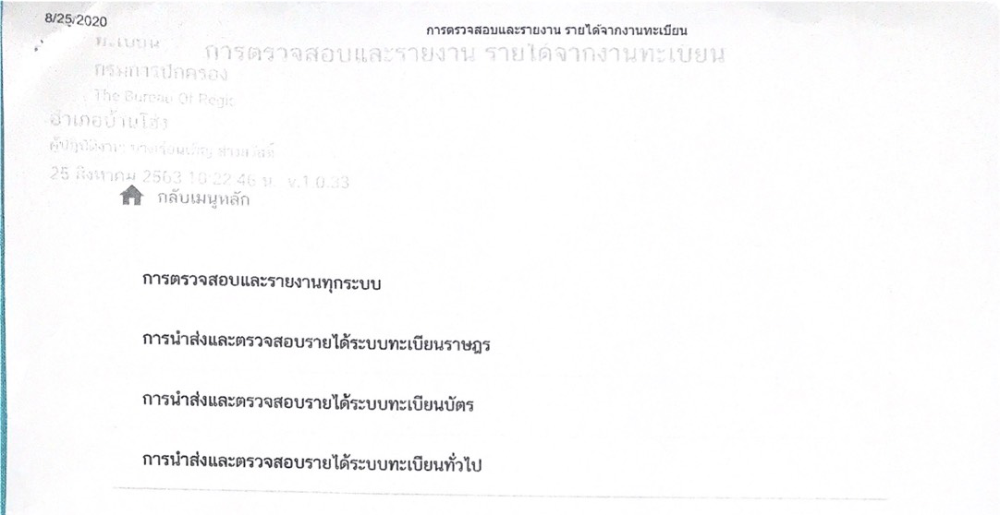 8/25/2020
การตรวจสอบและรายงาน รายได้จากงานทะเบียน
ทะเบียน
การตรวจสอบและรายงาน รายได้จากงานทะเบียน
กรมการปกครอง
The Bureau Of Regis
อำเภอบ้านโฮ่ง
ผู้ปฏิบัติงาน:
25 สิงหาคม 2563 10:22:46 น. v.1.0.33
กลับเมนูหลัก
การตรวจสอบและรายงานทุกระบบ
การนำส่งและตรวจสอบรายได้ระบบทะเบียนราษฎร
การนำส่งและตรวจสอบรายได้ระบบทะเบียนบัตร
การนำส่งและตรวจสอบรายได้ระบบทะเบียนทั่วไป